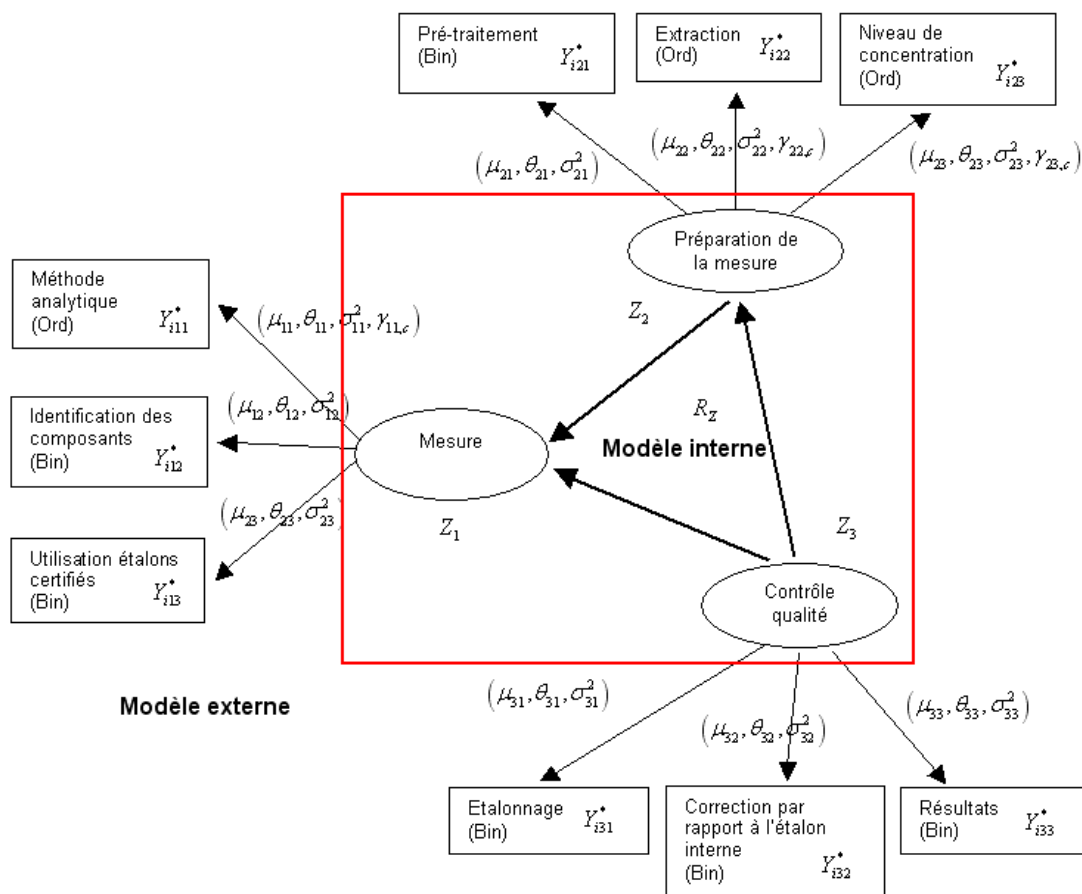 Pré-traitement
(Bin) Y*i21
Extraction
(Ord) Y*i22
Niveau de
concentration
(Ord) Y*i23
(μ21, θ21, σ²21)
(μ22, θ22, σ²22, γ22,c)
(μ23, θ23, σ²23, γ23,c)
Préparation de
la mesure
Z2
Méthode
analytique
(Ord) Y*i11
(μ11, θ11, σ²11, γ11,c)
Identification des
composants
(Bin) Y*i12
(μ12, θ12, σ²12)
Utilisation étalons
certifiés
(Bin) Y*i13
(μ23, θ23, σ²23)
Mesure
Z1
RZ
Modèle interne
Z3
Contrôle
qualité
Modèle externe
(μ31, θ31, σ²31)
(μ32, θ32, σ²32)
(μ33, θ33, σ²33)
Etalonnage
(Bin) Y*i31
Correction par
rapport à l'étalon
interne
(Bin) Y*i32
Résultats
(Bin) Y*i33